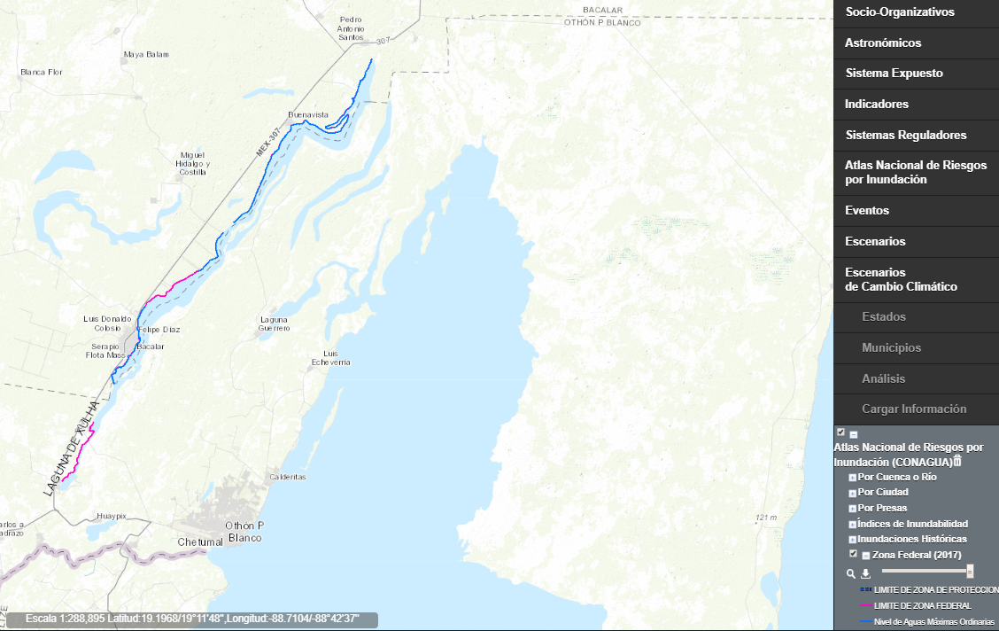 BACALAR
OTHÓN P BLANCO
Pedro
Antonio
Santos
307
Maya Balam
Blanca Flor
Buenavista
MEX-307
Miguel
Hidalgo y
Costilla
Luis Donaldo
Colosio
Felipe Díaz
Serapio
Flota Mass
Bacalar
Laguna
Guerrero
Luis
Echeverría
LAGUNA DE XULHA
Calderitas
Huaypix
arlos a.
adrazo
Othón P
Blanco
Chetumal
121 m
Escala 1:288,895 Latitud:19.1968/19°11'48",Longitud:-88.7104/-88°42'37"
Socio-Organizativos
Astronómicos
Sistema Expuesto
Indicadores
Sistemas Reguladores
Atlas Nacional de Riesgos
por Inundación
Eventos
Escenarios
Escenarios
de Cambio Climático
Estados
Municipios
Análisis
Cargar Información
Atlas Nacional de Riesgos por
Inundación (CONAGUA)
Por Cuenca o Río
Por Ciudad
Por Presas
Índices de Inundabilidad
Inundaciones Históricas
Zona Federal (2017)
LIMITE DE ZONA DE PROTECCION
LIMITE DE ZONA FEDERAL
Nivel de Aguas Máximas Ordinarias